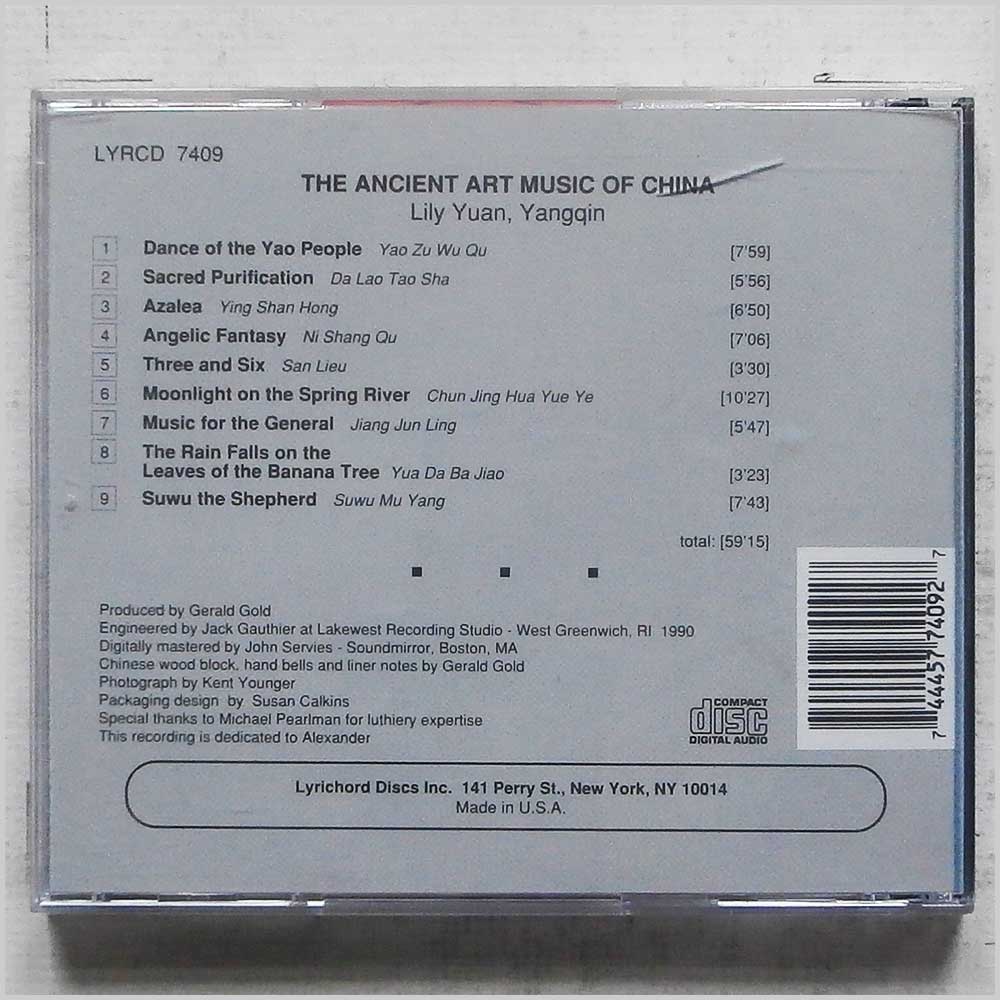 LYRCD 7409
THE ANCIENT ART MUSIC OF CHINA
Lily Yuan, Yangqin
1 Dance of the Yao People Yao Zu Wu Qu [7'59]
2 Sacred Purification Da Lao Tao Sha [5'56]
3 Azalea Ying Shan Hong [6'50]
4 Angelic Fantasy Ni Shang Qu [7'06]
5 Three and Six San Lieu [3'30]
6 Moonlight on the Spring River Chun Jing Hua Yue Ye [10'27]
7 Music for the General Jiang Jun Ling [5'47]
8 The Rain Falls on the
Leaves of the Banana Tree Yua Da Ba Jiao [3'23]
9 Suwu the Shepherd Suwu Mu Yang [7'43]
total: [59'15]
Produced by Gerald Gold
Engineered by Jack Gauthier at Lakewest Recording Studio - West Greenwich, RI 1990
Digitally mastered by John Servies - Soundmirror, Boston, MA
Chinese wood block, hand bells and liner notes by Gerald Gold
Photograph by Kent Younger
Packaging design by Susan Calkins
Special thanks to Michael Pearlman for luthiery expertise
This recording is dedicated to Alexander
COMPACT
disc
DIGITAL AUDIO
7 44457 74092 7
Lyrichord Discs Inc. 141 Perry St., New York, NY 10014
Made in U.S.A.